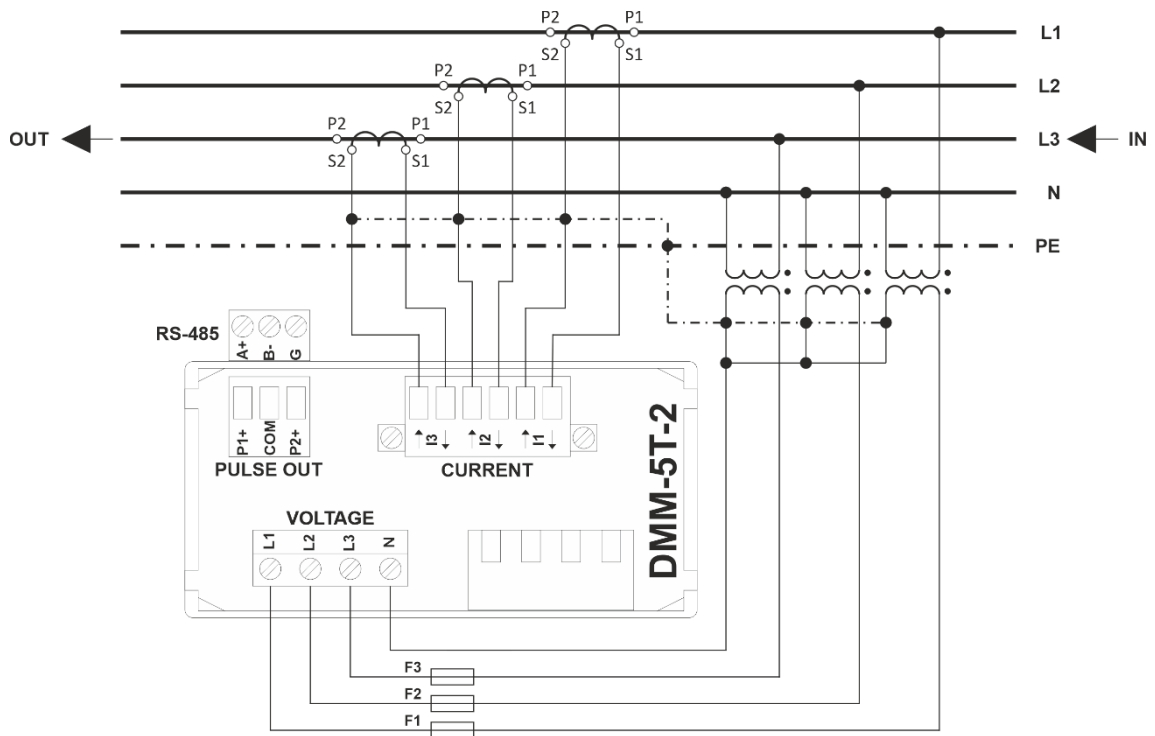 P2 P1
L1
S2 S1
P2 P1
L2
S2 S1
OUT
P2 P1
L3
IN
S2 S1
N
PE
RS-485
A+
B-
G
P1+
COM
P2+
PULSE OUT
I3
I2
I1
CURRENT
DMM-5T-2
VOLTAGE
L1
L2
L3
N
F3
F2
F1